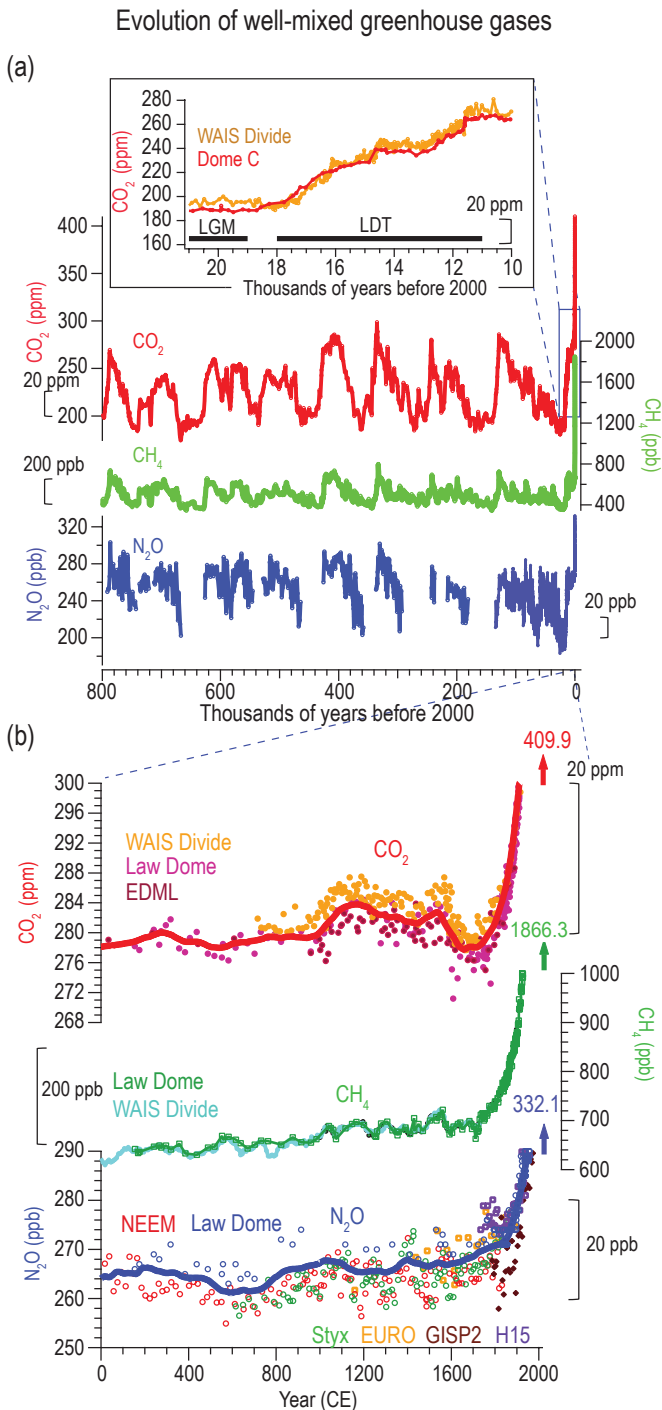 Evolution of well-mixed greenhouse gases
(a)
280
260
240
220
200
180
160
CO2 (ppm)
WAIS Divide
Dome C
20 ppm
LGM
LDT
20
18
16
14
12
10
Thousands of years before 2000
400
350
300
250
200
CO2 (ppm)
20 ppm
CO2
2000
1600
1200
800
400
CH4 (ppb)
CH4
200 ppb
320
280
240
200
N2O (ppb)
N2O
20 ppb
800
600
400
200
0
Thousands of years before 2000
(b)
409.9
20 ppm
300
296
292
288
284
280
276
272
268
CO2 (ppm)
WAIS Divide
Law Dome
EDML
CO2
1866.3
1000
900
800
700
600
CH4 (ppb)
200 ppb
Law Dome
WAIS Divide
CH4
332.1
290
280
270
260
250
N2O (ppb)
NEEM
Law Dome
N2O
20 ppb
Styx
EURO
GISP2
H15
0
400
800
1200
1600
2000
Year (CE)